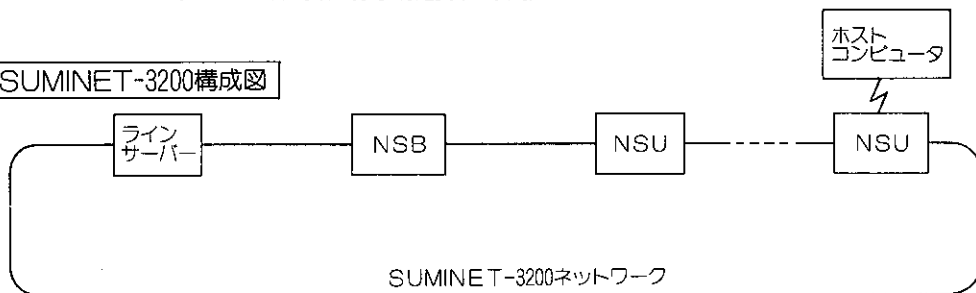 ホスト
コンピュータ
SUMINET-3200構成図
ライン
サーバー
NSB
NSU
NSU
SUMINET-3200ネットワーク